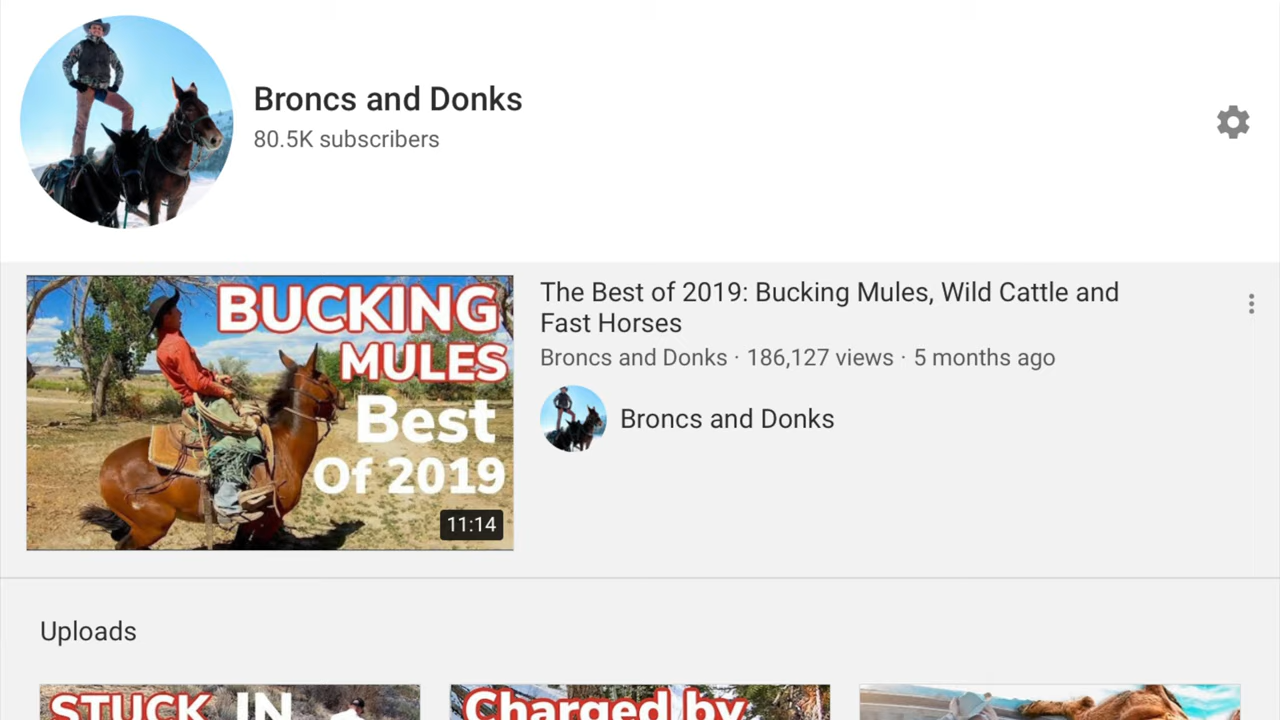 Broncs and Donks
80.5K subscribers
BUCKING
MULES
Best
Of 2019
11:14
The Best of 2019: Bucking Mules, Wild Cattle and
Fast Horses
Broncs and Donks · 186,127 views · 5 months ago
Broncs and Donks
Uploads
STUCK IN
Charged by